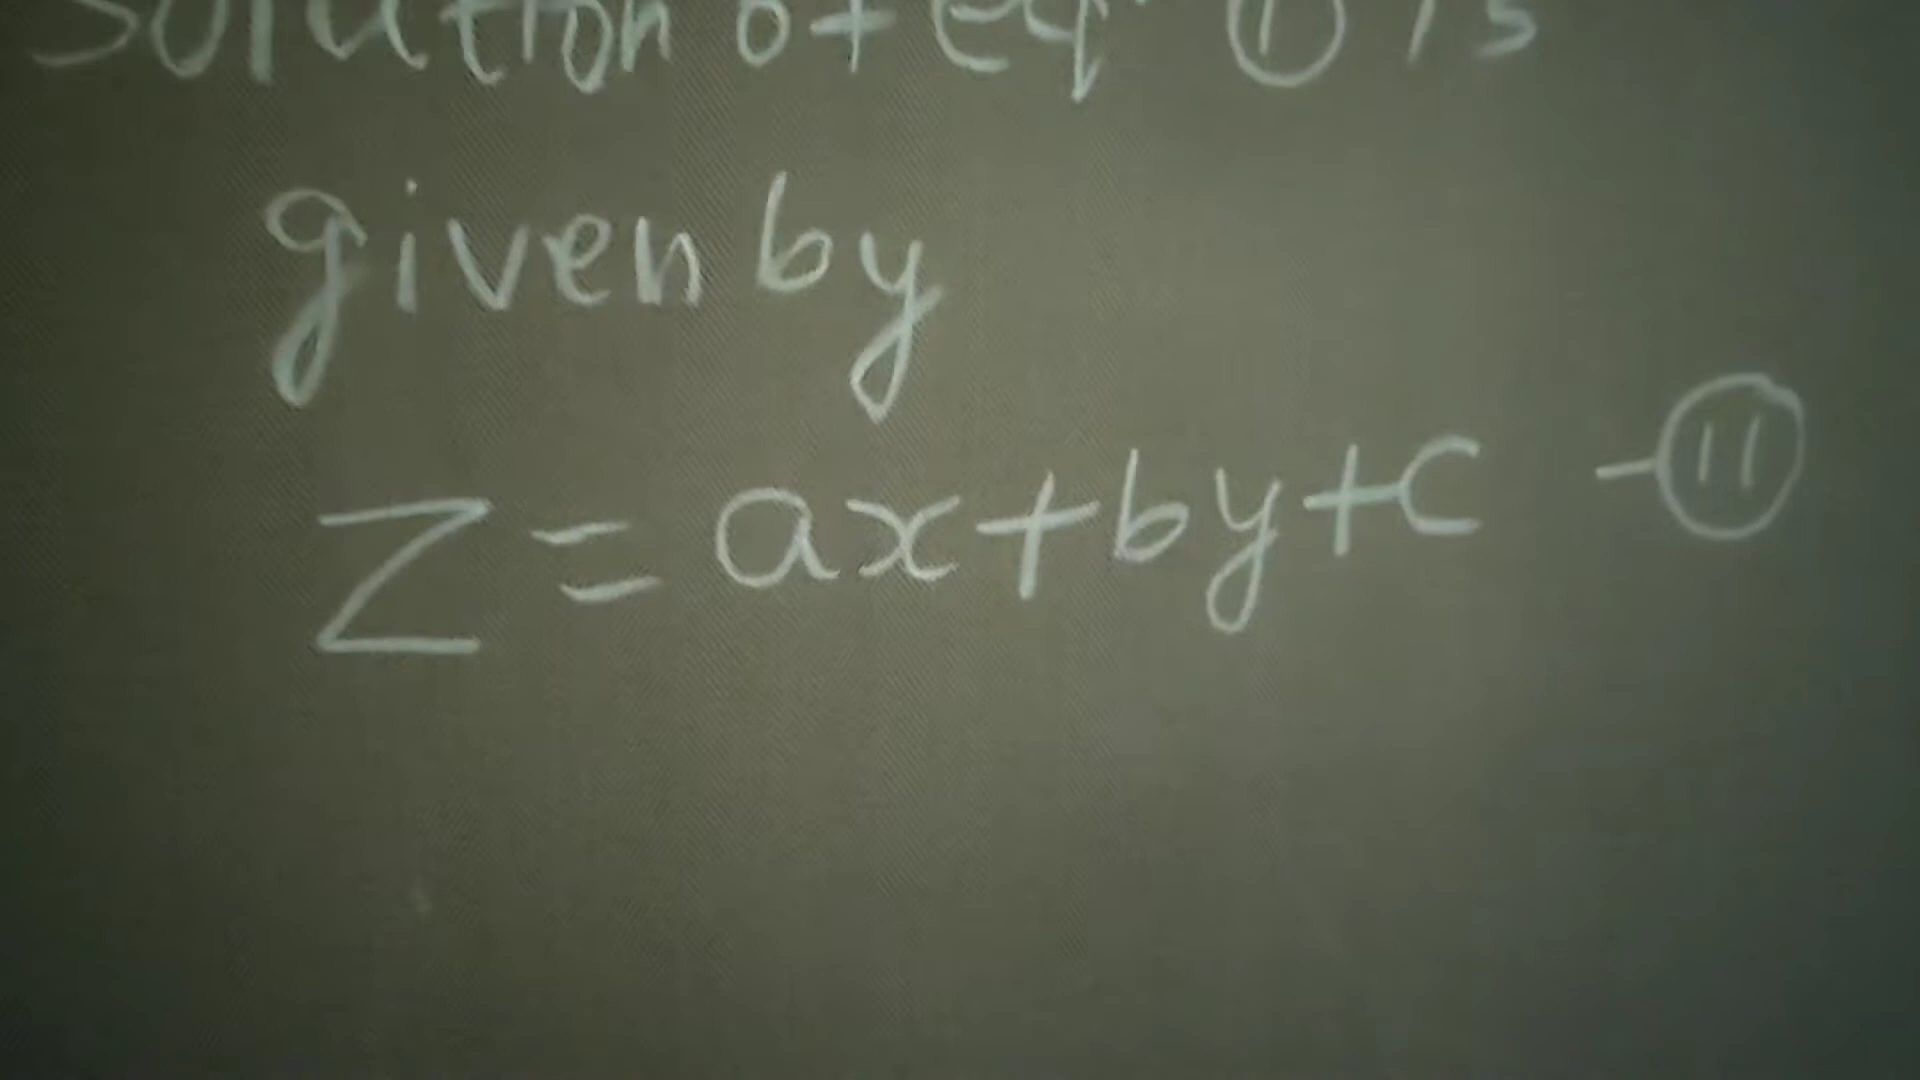 Solution of eqⁿ ① is
given by
Z = ax+by+c -⑪